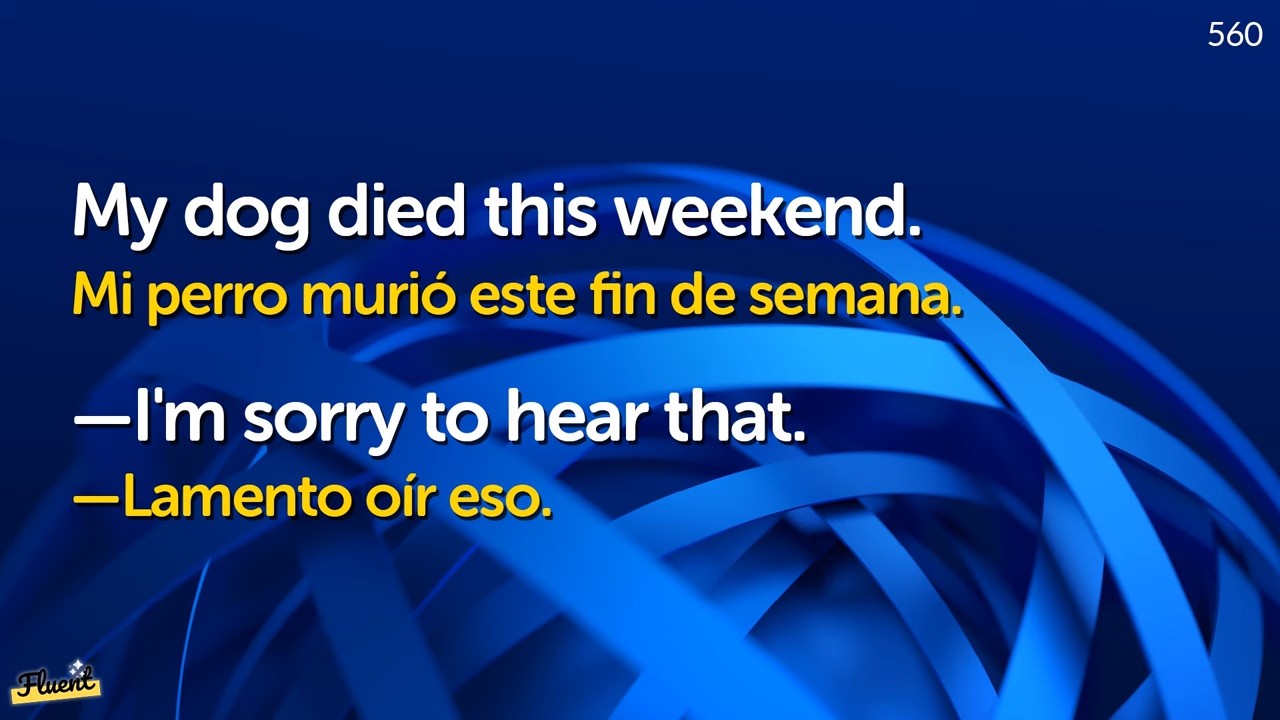 560
My dog died this weekend.
Mi perro murió este fin de semana.
—I'm sorry to hear that.
—Lamento oír eso.
Fluent